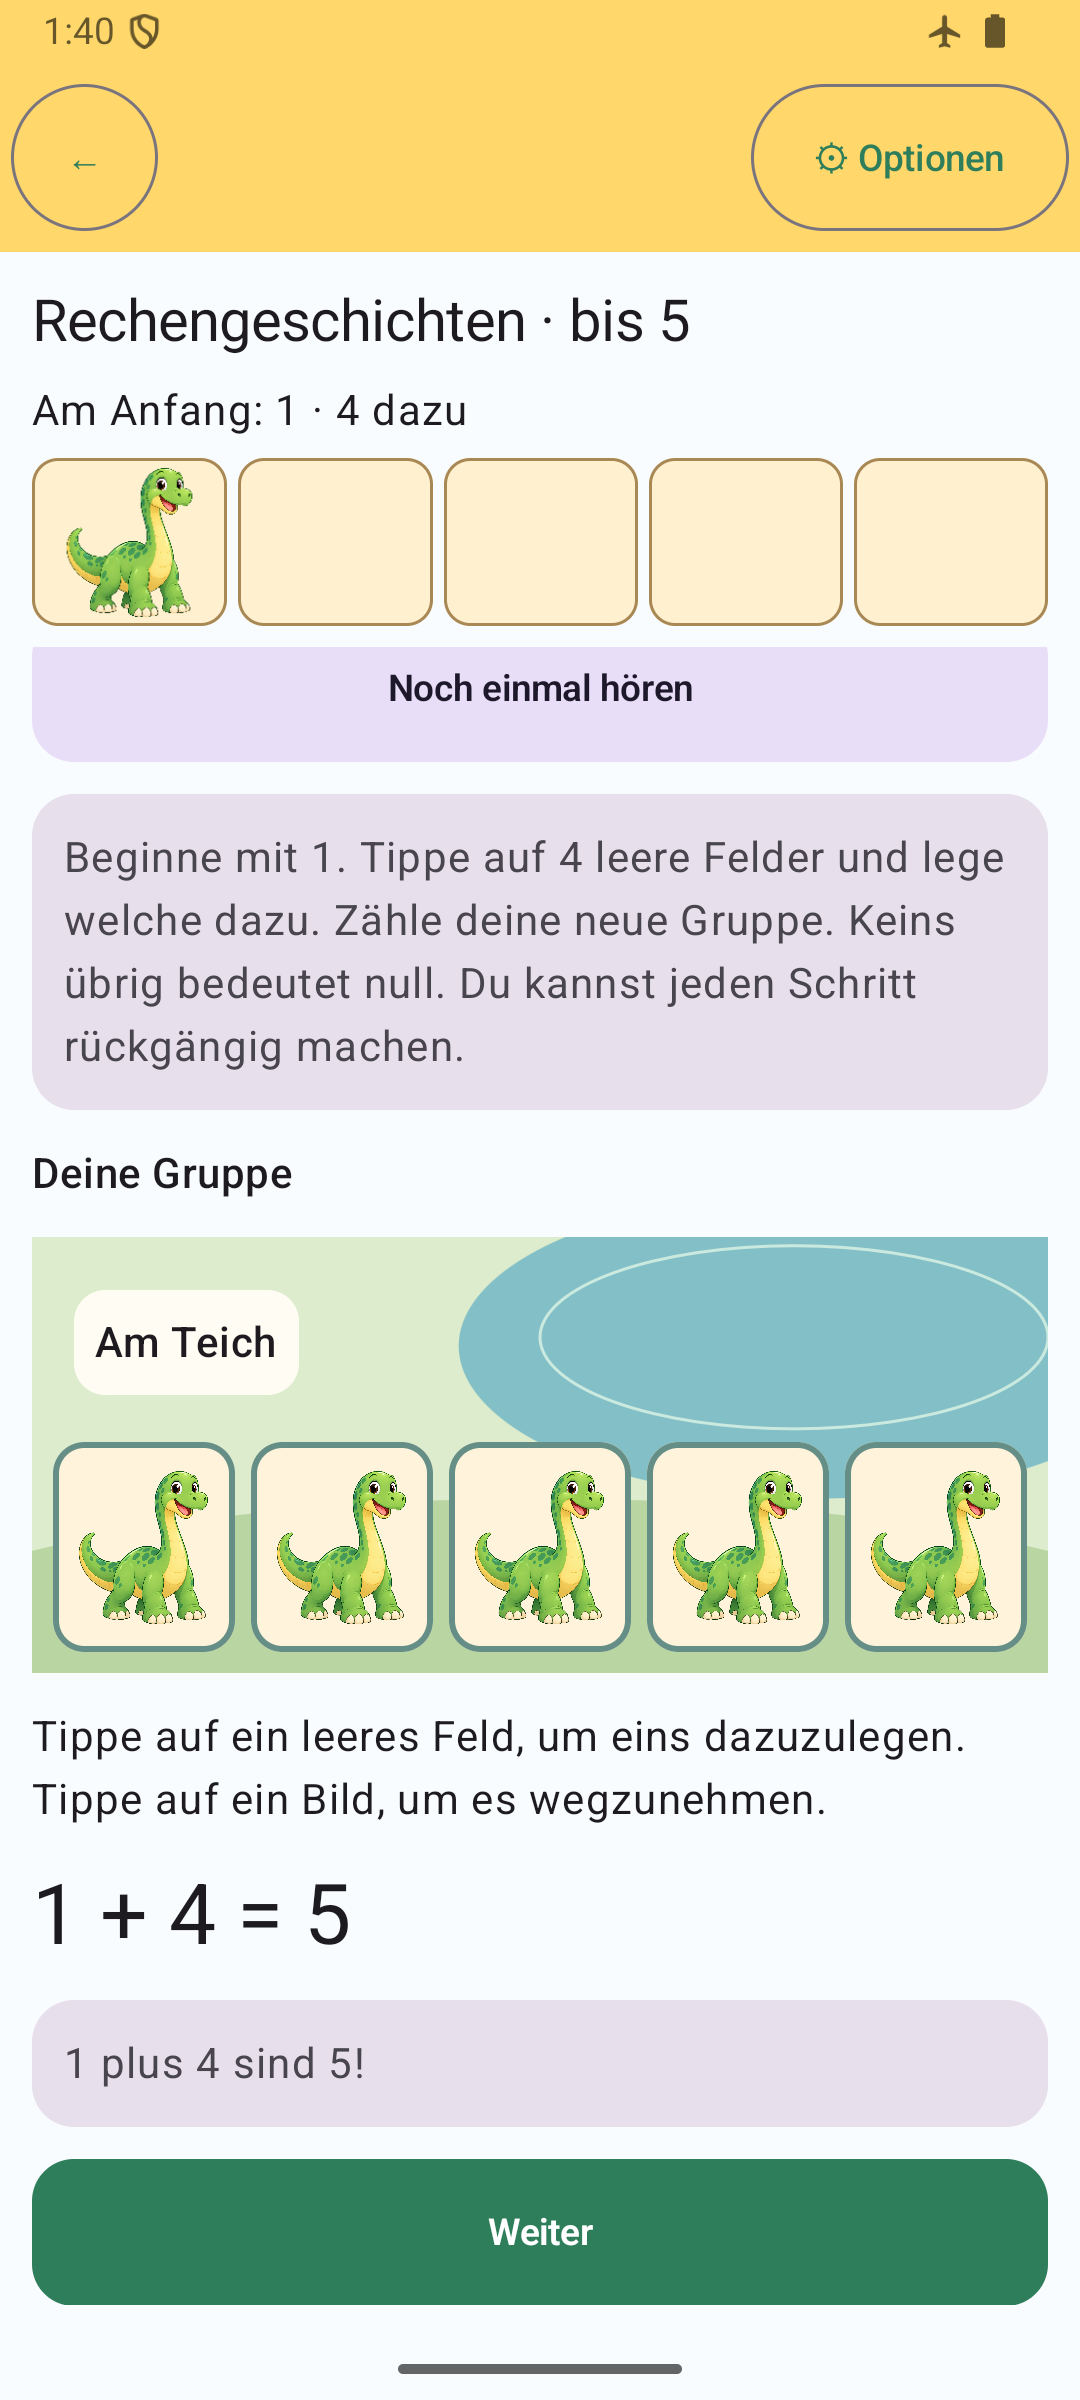 1:40
←
Optionen
Rechengeschichten · bis 5
Am Anfang: 1 · 4 dazu
Noch einmal hören
Beginne mit 1. Tippe auf 4 leere Felder und lege
welche dazu. Zähle deine neue Gruppe. Keins
übrig bedeutet null. Du kannst jeden Schritt
rückgängig machen.
Deine Gruppe
Am Teich
Tippe auf ein leeres Feld, um eins dazuzulegen.
Tippe auf ein Bild, um es wegzunehmen.
1 + 4 = 5
1 plus 4 sind 5!
Weiter